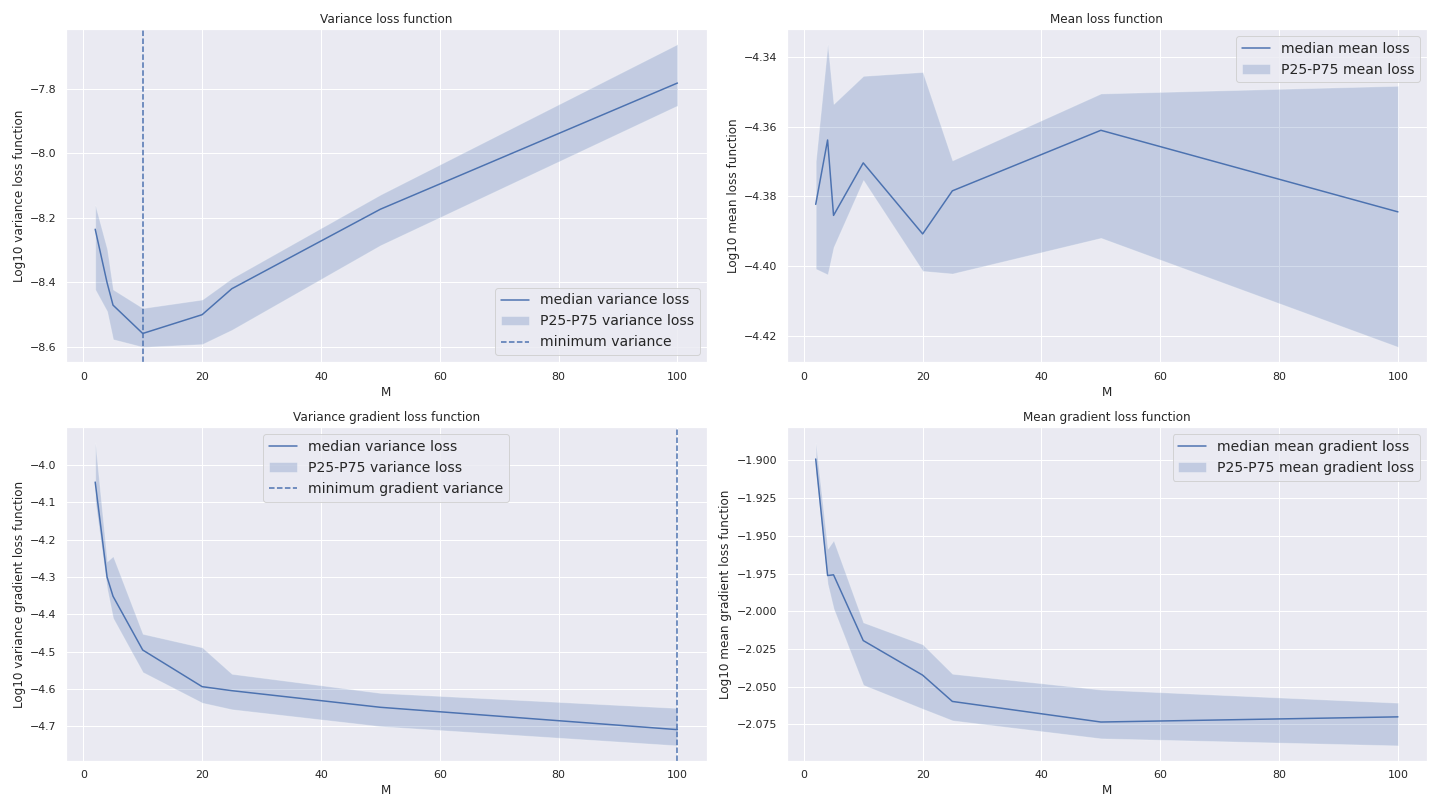 Variance loss function
Log10 variance loss function
−7.8
−8.0
−8.2
−8.4
−8.6
median variance loss
P25-P75 variance loss
minimum variance
0 20 40 60 80 100
M
Mean loss function
Log10 mean loss function
−4.34
−4.36
−4.38
−4.40
−4.42
median mean loss
P25-P75 mean loss
0 20 40 60 80 100
M
Variance gradient loss function
Log10 variance gradient loss function
−4.0
−4.1
−4.2
−4.3
−4.4
−4.5
−4.6
−4.7
median variance loss
P25-P75 variance loss
minimum gradient variance
0 20 40 60 80 100
M
Mean gradient loss function
Log10 mean gradient loss function
−1.900
−1.925
−1.950
−1.975
−2.000
−2.025
−2.050
−2.075
median mean gradient loss
P25-P75 mean gradient loss
0 20 40 60 80 100
M